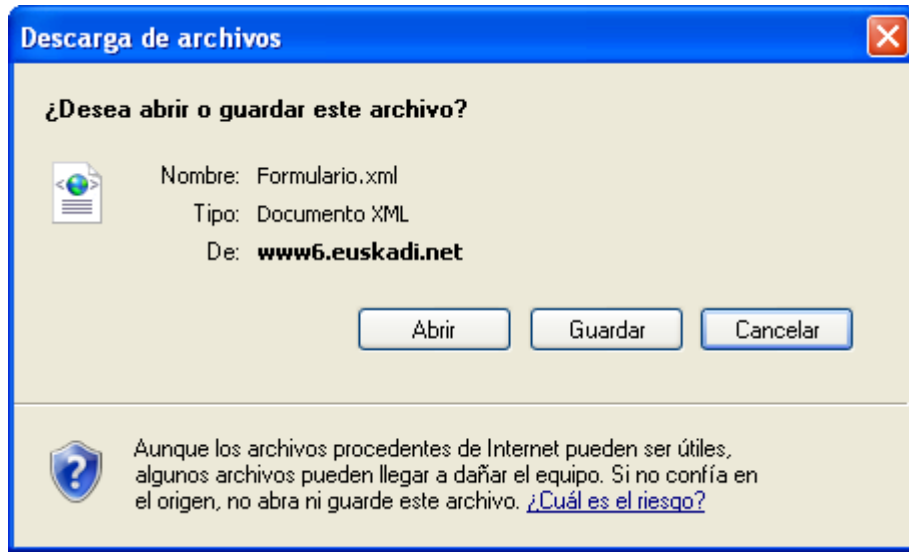 Descarga de archivos
¿Desea abrir o guardar este archivo?
Nombre: Formulario.xml
Tipo: Documento XML
De: www6.euskadi.net
Abrir Guardar Cancelar
Aunque los archivos procedentes de Internet pueden ser útiles,
algunos archivos pueden llegar a dañar el equipo. Si no confía en
el origen, no abra ni guarde este archivo. ¿Cuál es el riesgo?